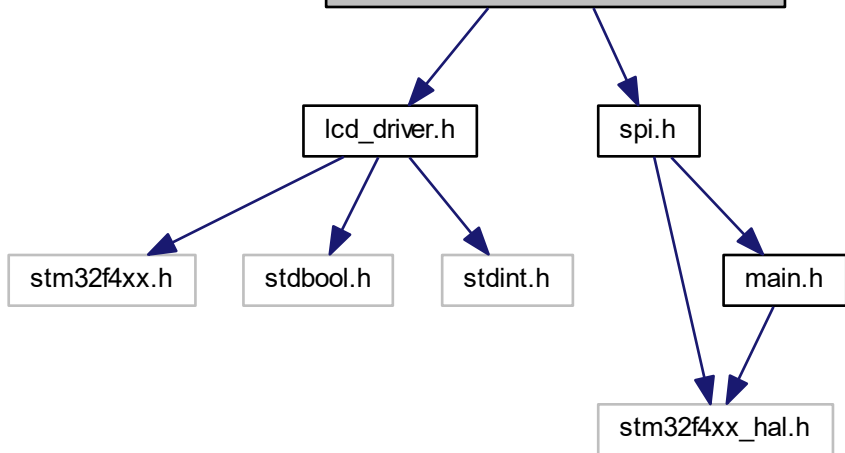 lcd_driver.h
spi.h
stm32f4xx.h
stdbool.h
stdint.h
main.h
stm32f4xx_hal.h